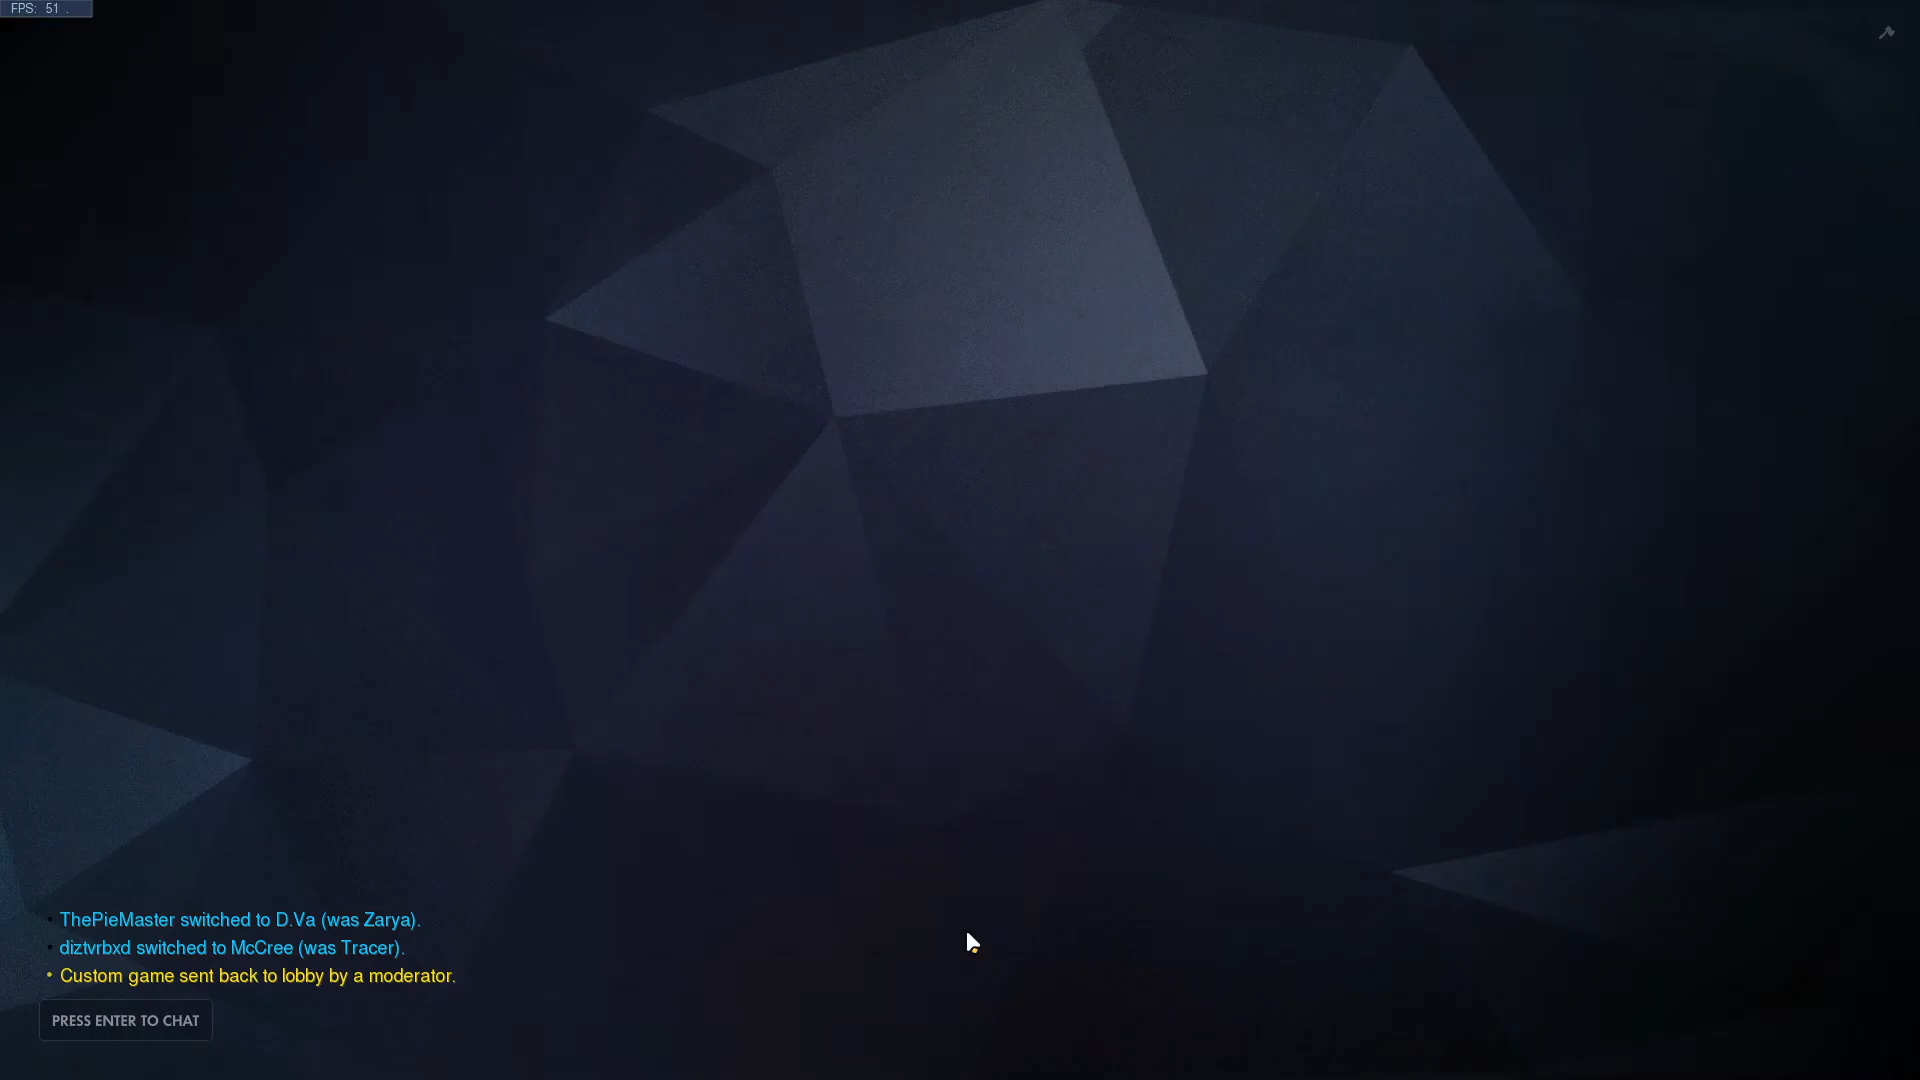 FPS: 51 .
ThePieMaster switched to D.Va (was Zarya).
diztvrbxd switched to McCree (was Tracer).
Custom game sent back to lobby by a moderator.
PRESS ENTER TO CHAT